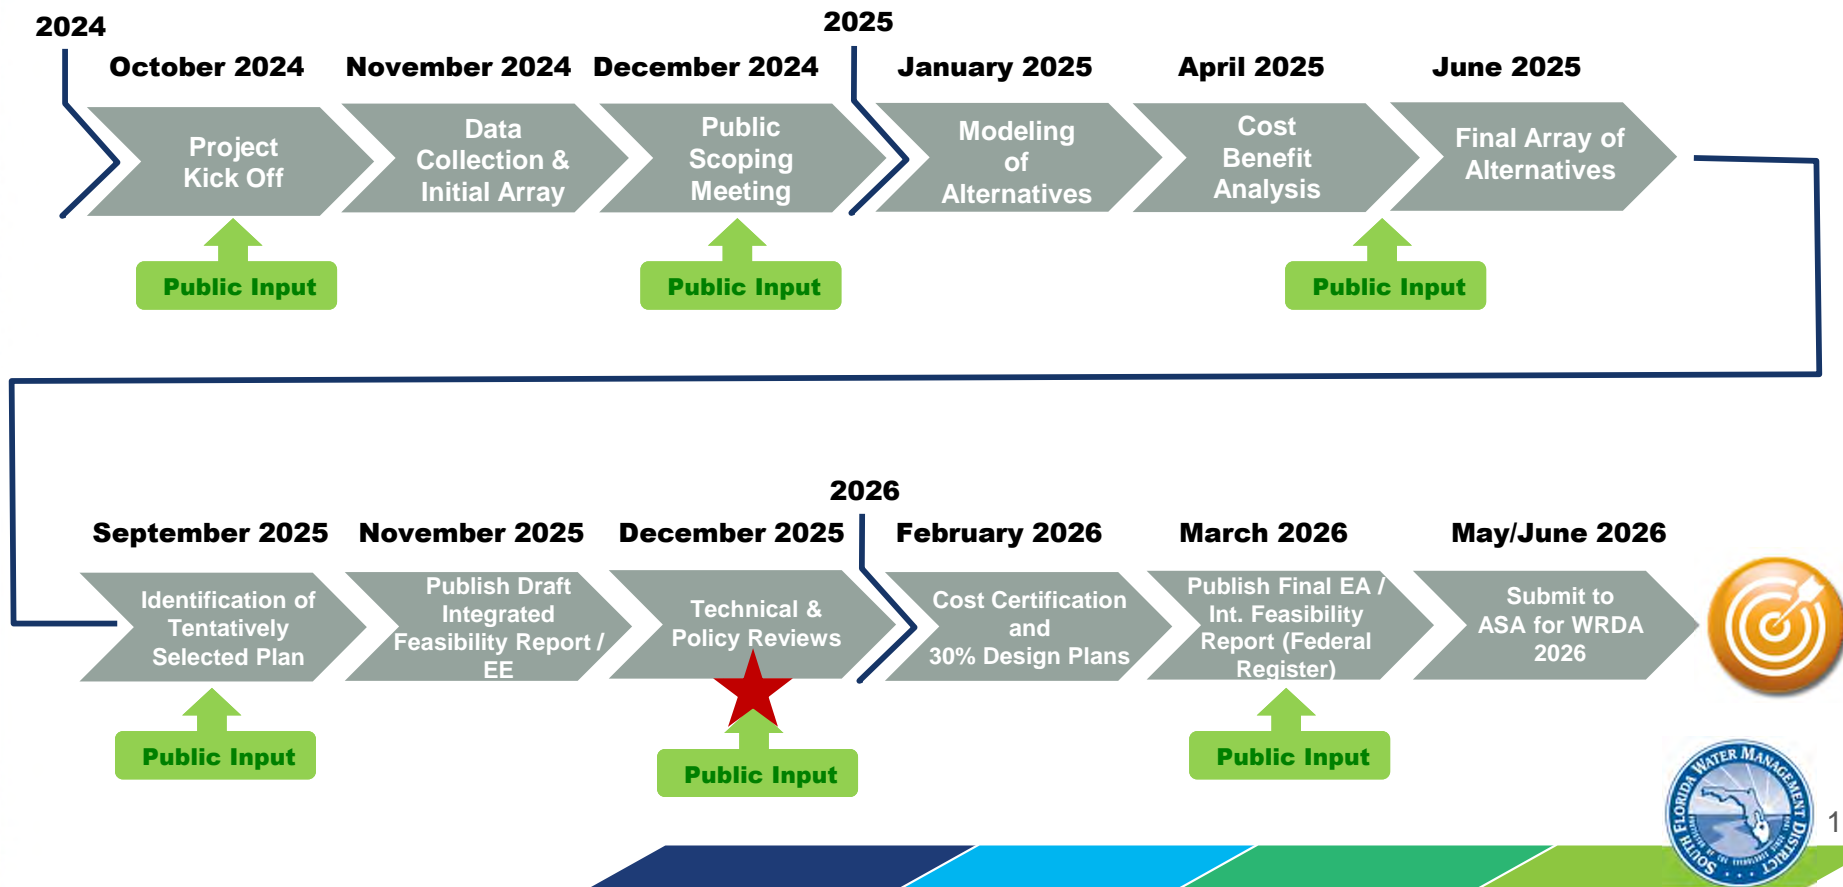 2024
2025
October 2024
November 2024
December 2024
January 2025
April 2025
June 2025
Project
Kick Off
Data
Collection &
Initial Array
Public
Scoping
Meeting
Modeling
of
Alternatives
Cost
Benefit
Analysis
Final Array of
Alternatives
Public Input
Public Input
Public Input
2026
September 2025
November 2025
December 2025
February 2026
March 2026
May/June 2026
Identification of
Tentatively
Selected Plan
Publish Draft
Integrated
Feasibility Report /
EE
Technical &
Policy Reviews
Cost Certification
and
30% Design Plans
Publish Final EA /
Int. Feasibility
Report (Federal
Register)
Submit to
ASA for WRDA
2026
Public Input
Public Input
Public Input
SOUTH FLORIDA WATER MANAGEMENT DISTRICT
1